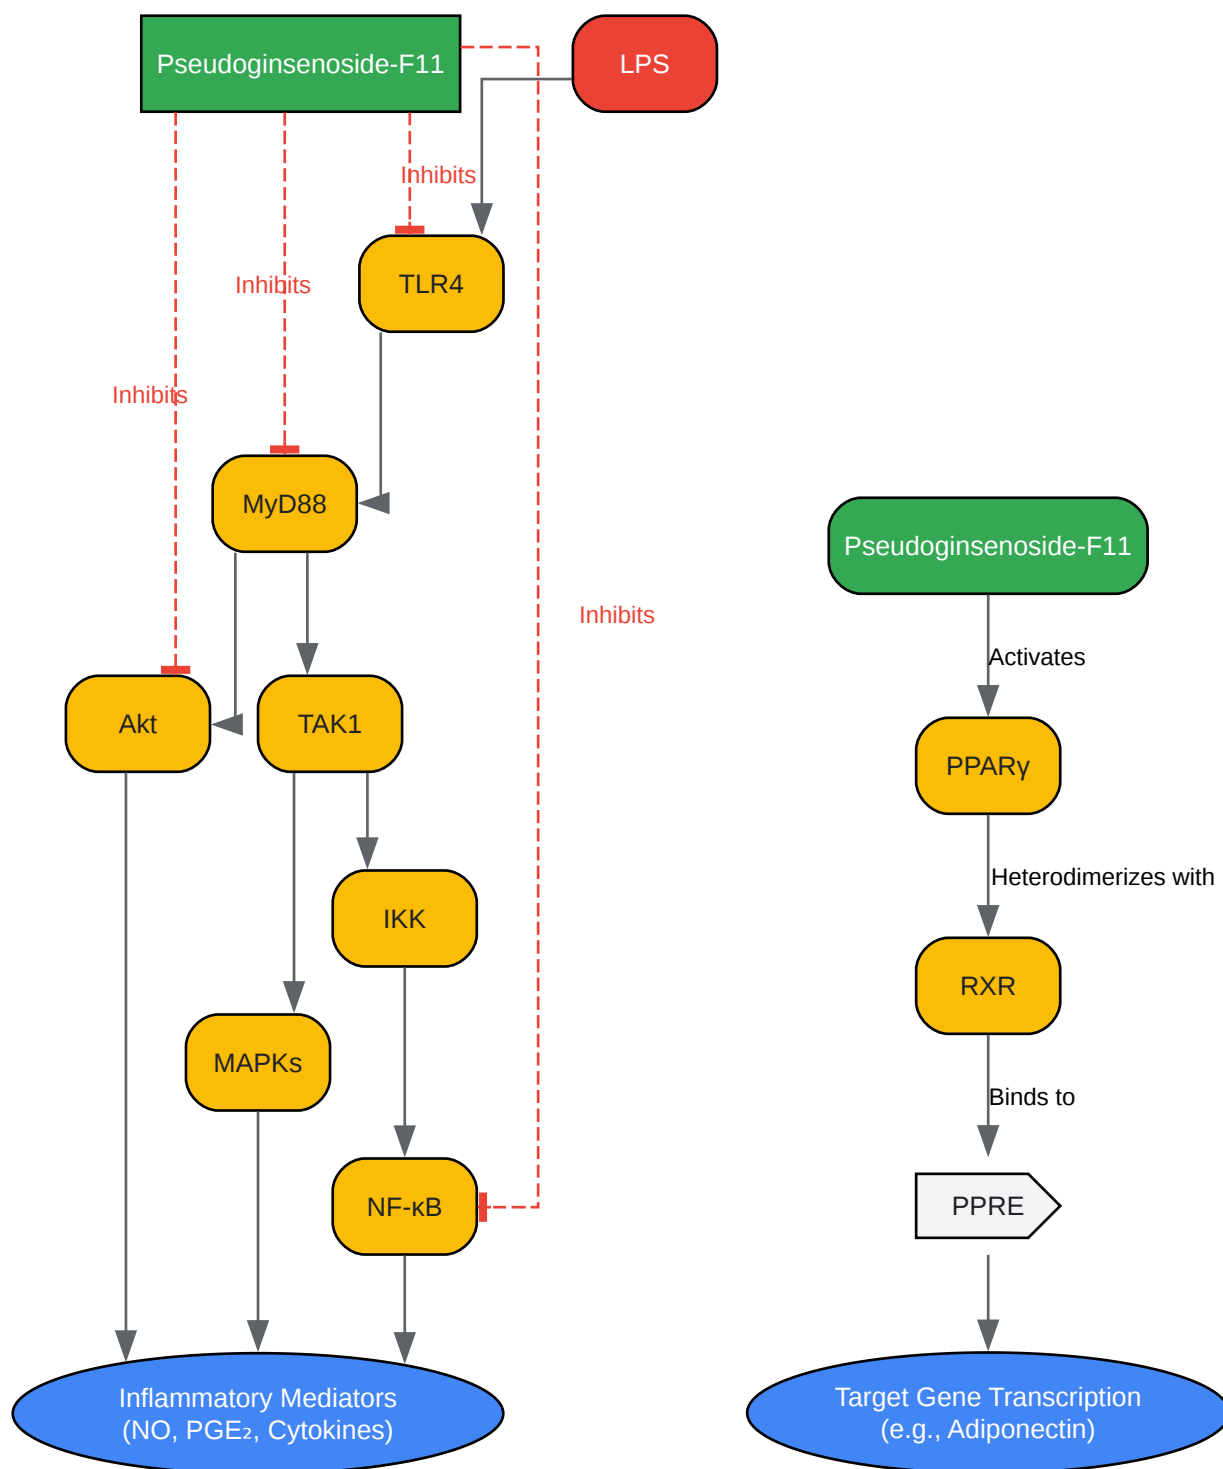 Pseudoginsenoside-F11
LPS
Inhibits
TLR4
Inhibits
Inhibits
MyD88
Inhibits
Akt
TAK1
IKK
MAPKs
NF-κB
Inflammatory Mediators
(NO, PGE₂, Cytokines)
Pseudoginsenoside-F11
Activates
PPARγ
Heterodimerizes with
RXR
Binds to
PPRE
Target Gene Transcription
(e.g., Adiponectin)